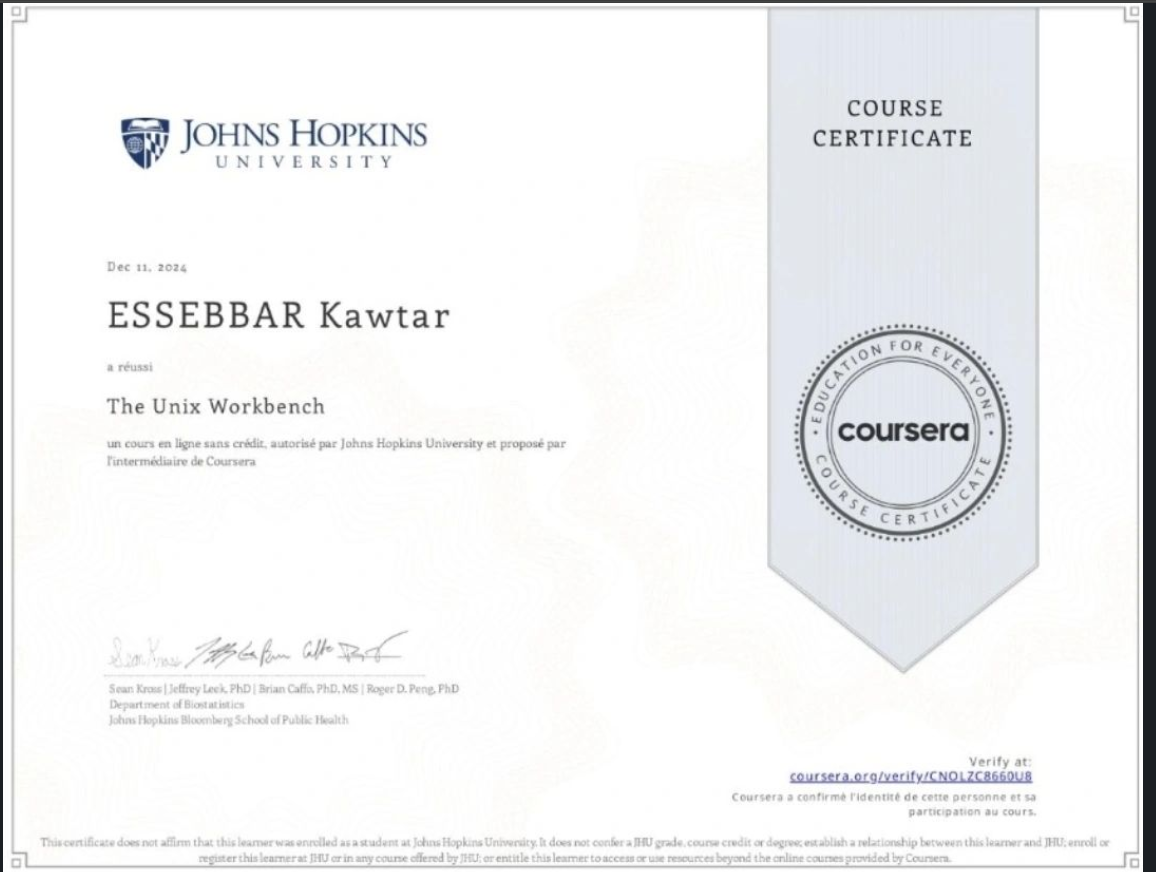 JOHNS HOPKINS
UNIVERSITY
COURSE
CERTIFICATE
Dec 11, 2024
ESSEBBAR Kawtar
a réussi
The Unix Workbench
un cours en ligne sans crédit, autorisé par Johns Hopkins University et proposé par
l'intermédiaire de Coursera
EDUCATION FOR EVERYONE
coursera
COURSE CERTIFICATE
Sean Kross | Jeffrey Leek, PhD | Brian Caffo, PhD, MS | Roger D. Peng, PhD
Department of Biostatistics
Johns Hopkins Bloomberg School of Public Health
Verify at:
coursera.org/verify/CNOLZC8660U8
Coursera a confirmé l'identité de cette personne et sa
participation au cours.
This certificate does not affirm that this learner was enrolled as a student at Johns Hopkins University. It does not confer a JHU grade, course credit or degree; establish a relationship between this learner and JHU; enroll or
register this learner at JHU or in any course offered by JHU; or entitle this learner to access or use resources beyond the online courses provided by Coursera.